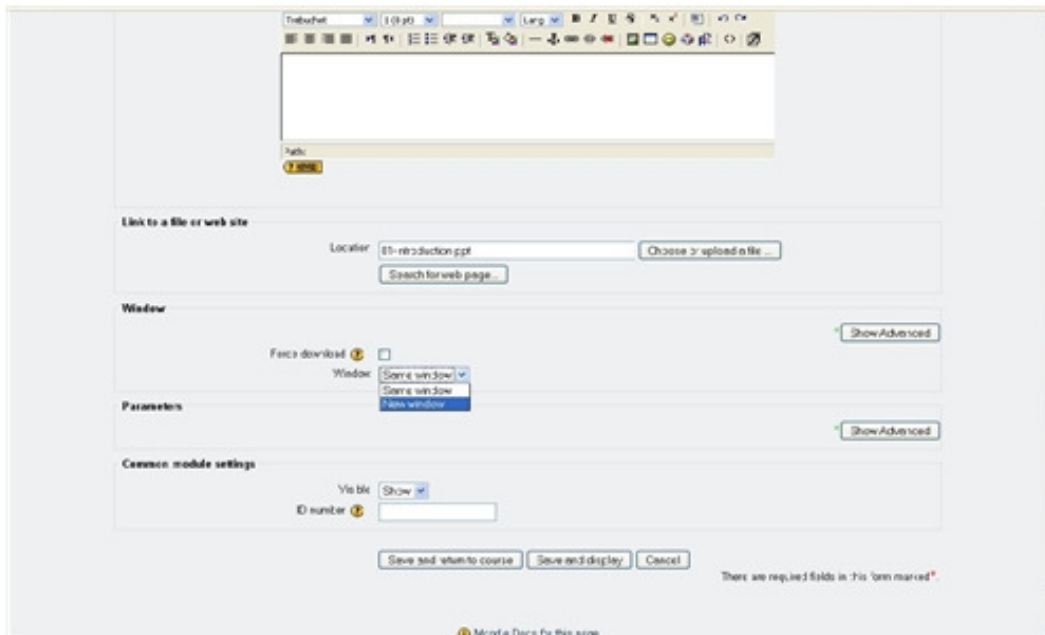 Trebuchet 1 (8 pt) Lang
Path:
Link to a file or web site
Location 01-introduction.ppt Choose or upload a file ...
Search for web page...
Window
Show Advanced
Force download
Window Same window
Same window
New window
Parameters
Show Advanced
Common module settings
Visible Show
ID number
Save and return to course Save and display Cancel
There are required fields in this form marked*.
Moodle Docs for this page